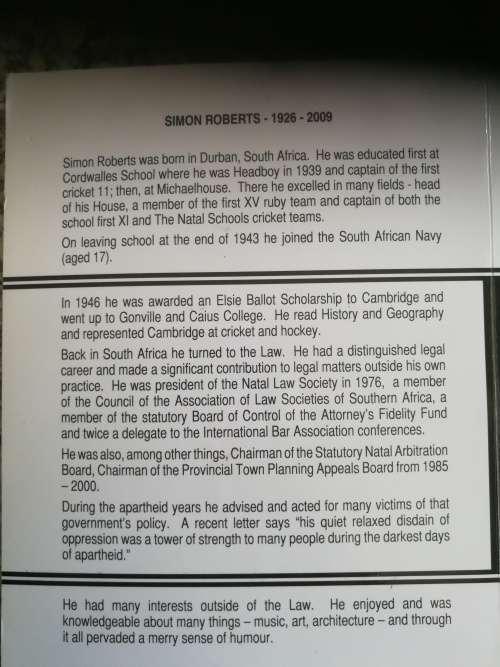 SIMON ROBERTS - 1926 - 2009
Simon Roberts was born in Durban, South Africa. He was educated first at
Cordwalles School where he was Headboy in 1939 and captain of the first
cricket 11; then, at Michaelhouse. There he excelled in many fields - head
of his House, a member of the first XV ruby team and captain of both the
school first XI and The Natal Schools cricket teams.
On leaving school at the end of 1943 he joined the South African Navy
(aged 17).
In 1946 he was awarded an Elsie Ballot Scholarship to Cambridge and
went up to Gonville and Caius College. He read History and Geography
and represented Cambridge at cricket and hockey.
Back in South Africa he turned to the Law. He had a distinguished legal
career and made a significant contribution to legal matters outside his own
practice. He was president of the Natal Law Society in 1976, a member
of the Council of the Association of Law Societies of Southern Africa, a
member of the statutory Board of Control of the Attorney's Fidelity Fund
and twice a delegate to the International Bar Association conferences.
He was also, among other things, Chairman of the Statutory Natal Arbitration
Board, Chairman of the Provincial Town Planning Appeals Board from 1985
– 2000.
During the apartheid years he advised and acted for many victims of that
government's policy. A recent letter says “his quiet relaxed disdain of
oppression was a tower of strength to many people during the darkest days
of apartheid.”
He had many interests outside of the Law. He enjoyed and was
knowledgeable about many things – music, art, architecture – and through
it all pervaded a merry sense of humour.